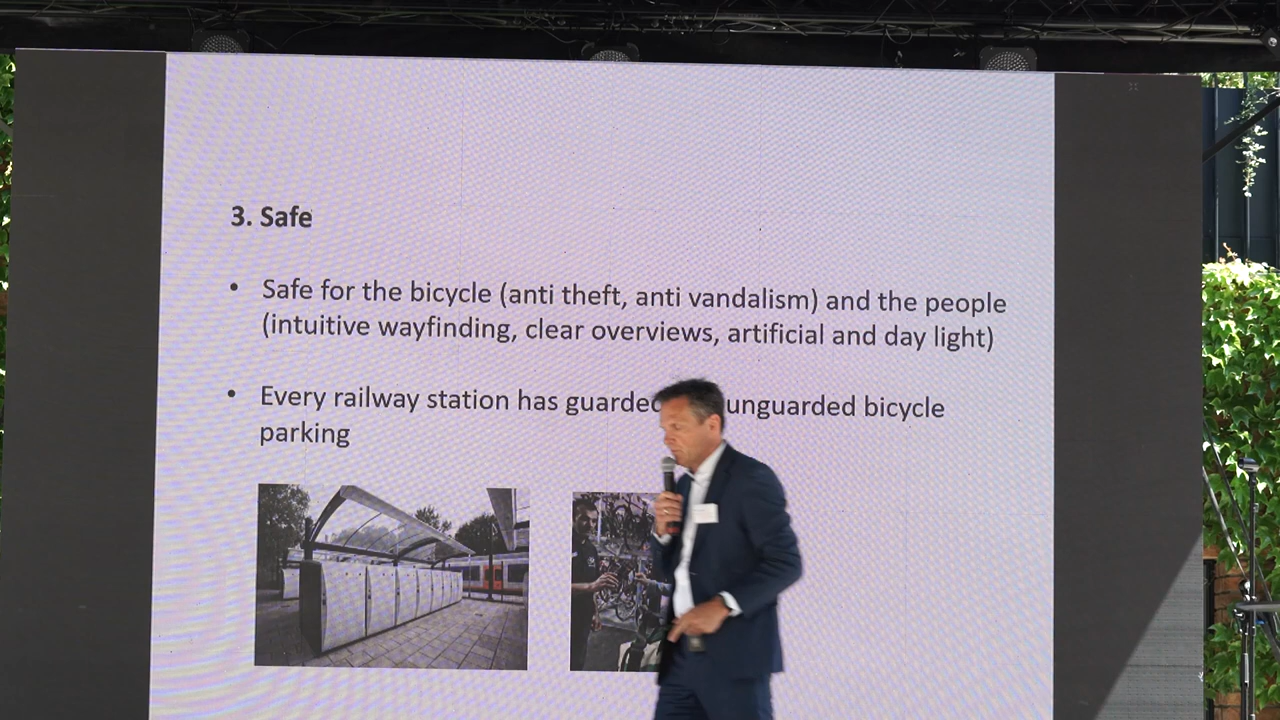 3. Safe
• Safe for the bicycle (anti theft, anti vandalism) and the people
(intuitive wayfinding, clear overviews, artificial and day light)
• Every railway station has guarded unguarded bicycle
parking